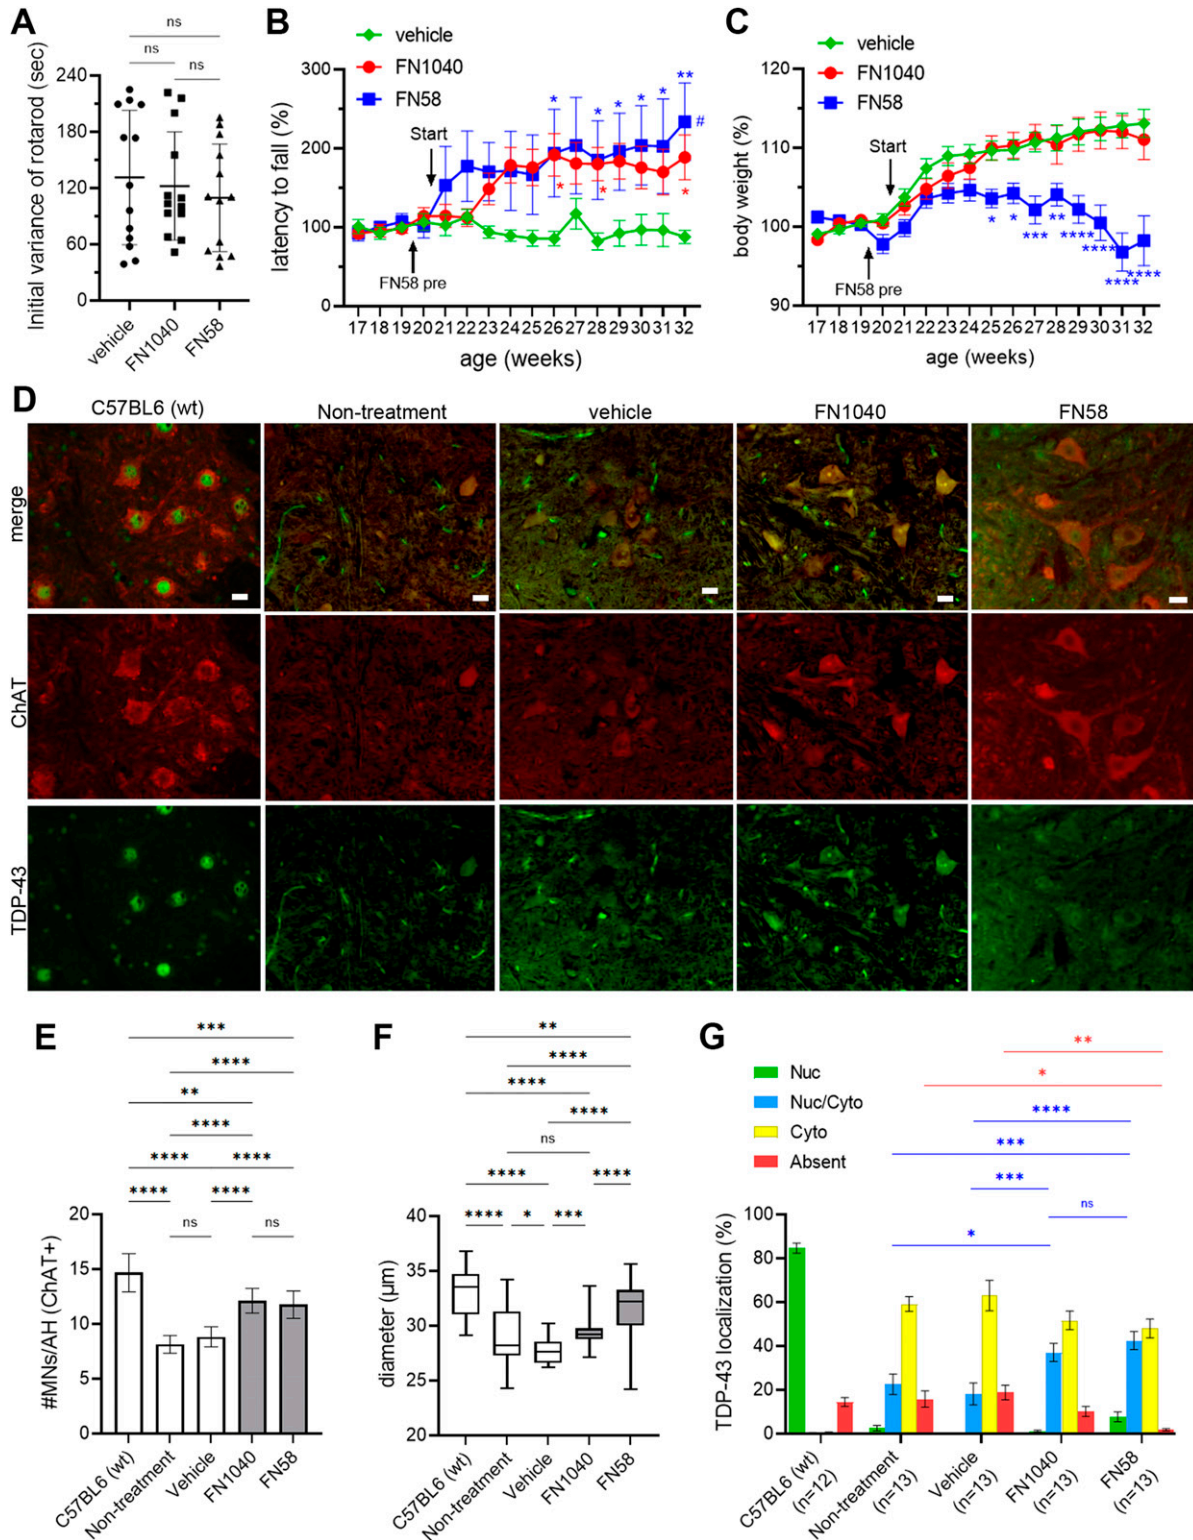 A
ns
ns
ns
Initial variance of rotarod (sec)
240
180
120
60
0
vehicle
FN1040
FN58
B
vehicle
FN1040
FN58
latency to fall (%)
300
200
100
0
Start
FN58 pre
* * * * * **
#
* * *
17 18 19 20 21 22 23 24 25 26 27 28 29 30 31 32
age (weeks)
C
vehicle
FN1040
FN58
body weight (%)
120
110
100
90
Start
FN58 pre
* * *** ** **** **** **** ****
17 18 19 20 21 22 23 24 25 26 27 28 29 30 31 32
age (weeks)
D
C57BL6 (wt)
Non-treatment
vehicle
FN1040
FN58
merge
ChAT
TDP-43
E
***
****
**
****
**** ****
**** ****
ns ns
#MNs/AH (ChAT+)
20
15
10
5
0
C57BL6 (wt)
Non-treatment
Vehicle
FN1040
FN58
F
**
****
****
****
ns
**** ****
**** * ***
diameter (µm)
40
35
30
25
20
C57BL6 (wt)
Non-treatment
Vehicle
FN1040
FN58
G
Nuc
Nuc/Cyto
Cyto
Absent
**
*
****
***
***
ns
*
TDP-43 localization (%)
100
80
60
40
20
0
C57BL6 (wt)
(n=12)
Non-treatment
(n=13)
Vehicle
(n=13)
FN1040
(n=13)
FN58
(n=13)